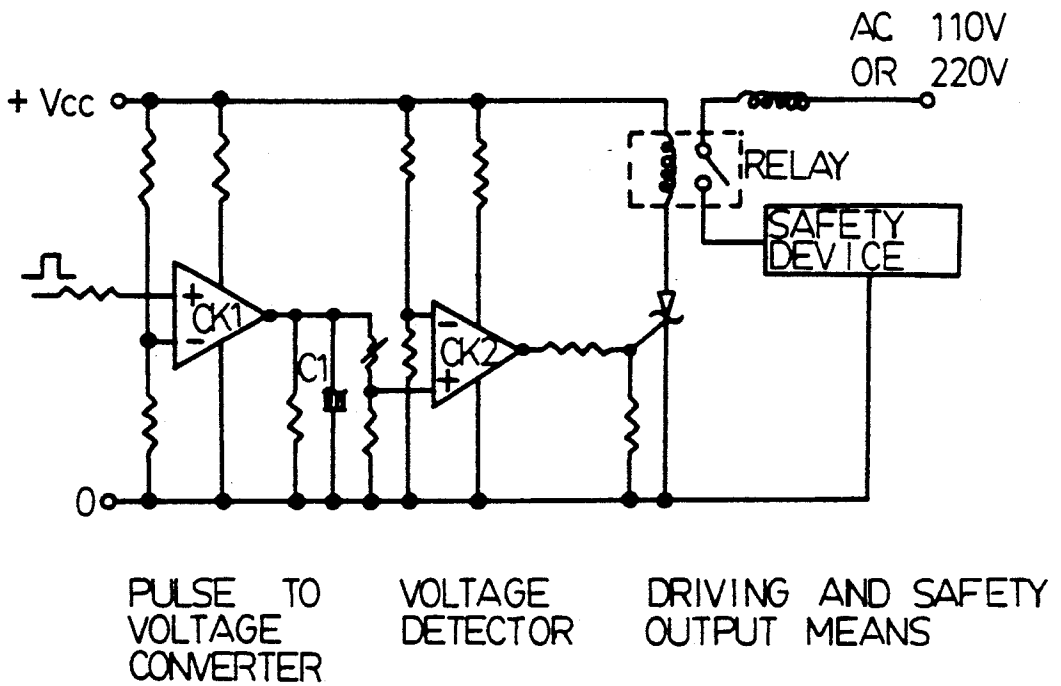 AC 110V
OR 220V
+ Vcc
RELAY
SAFETY
DEVICE
+
CK1
-
C1
-
CK2
+
0
PULSE TO
VOLTAGE
CONVERTER
VOLTAGE
DETECTOR
DRIVING AND SAFETY
OUTPUT MEANS